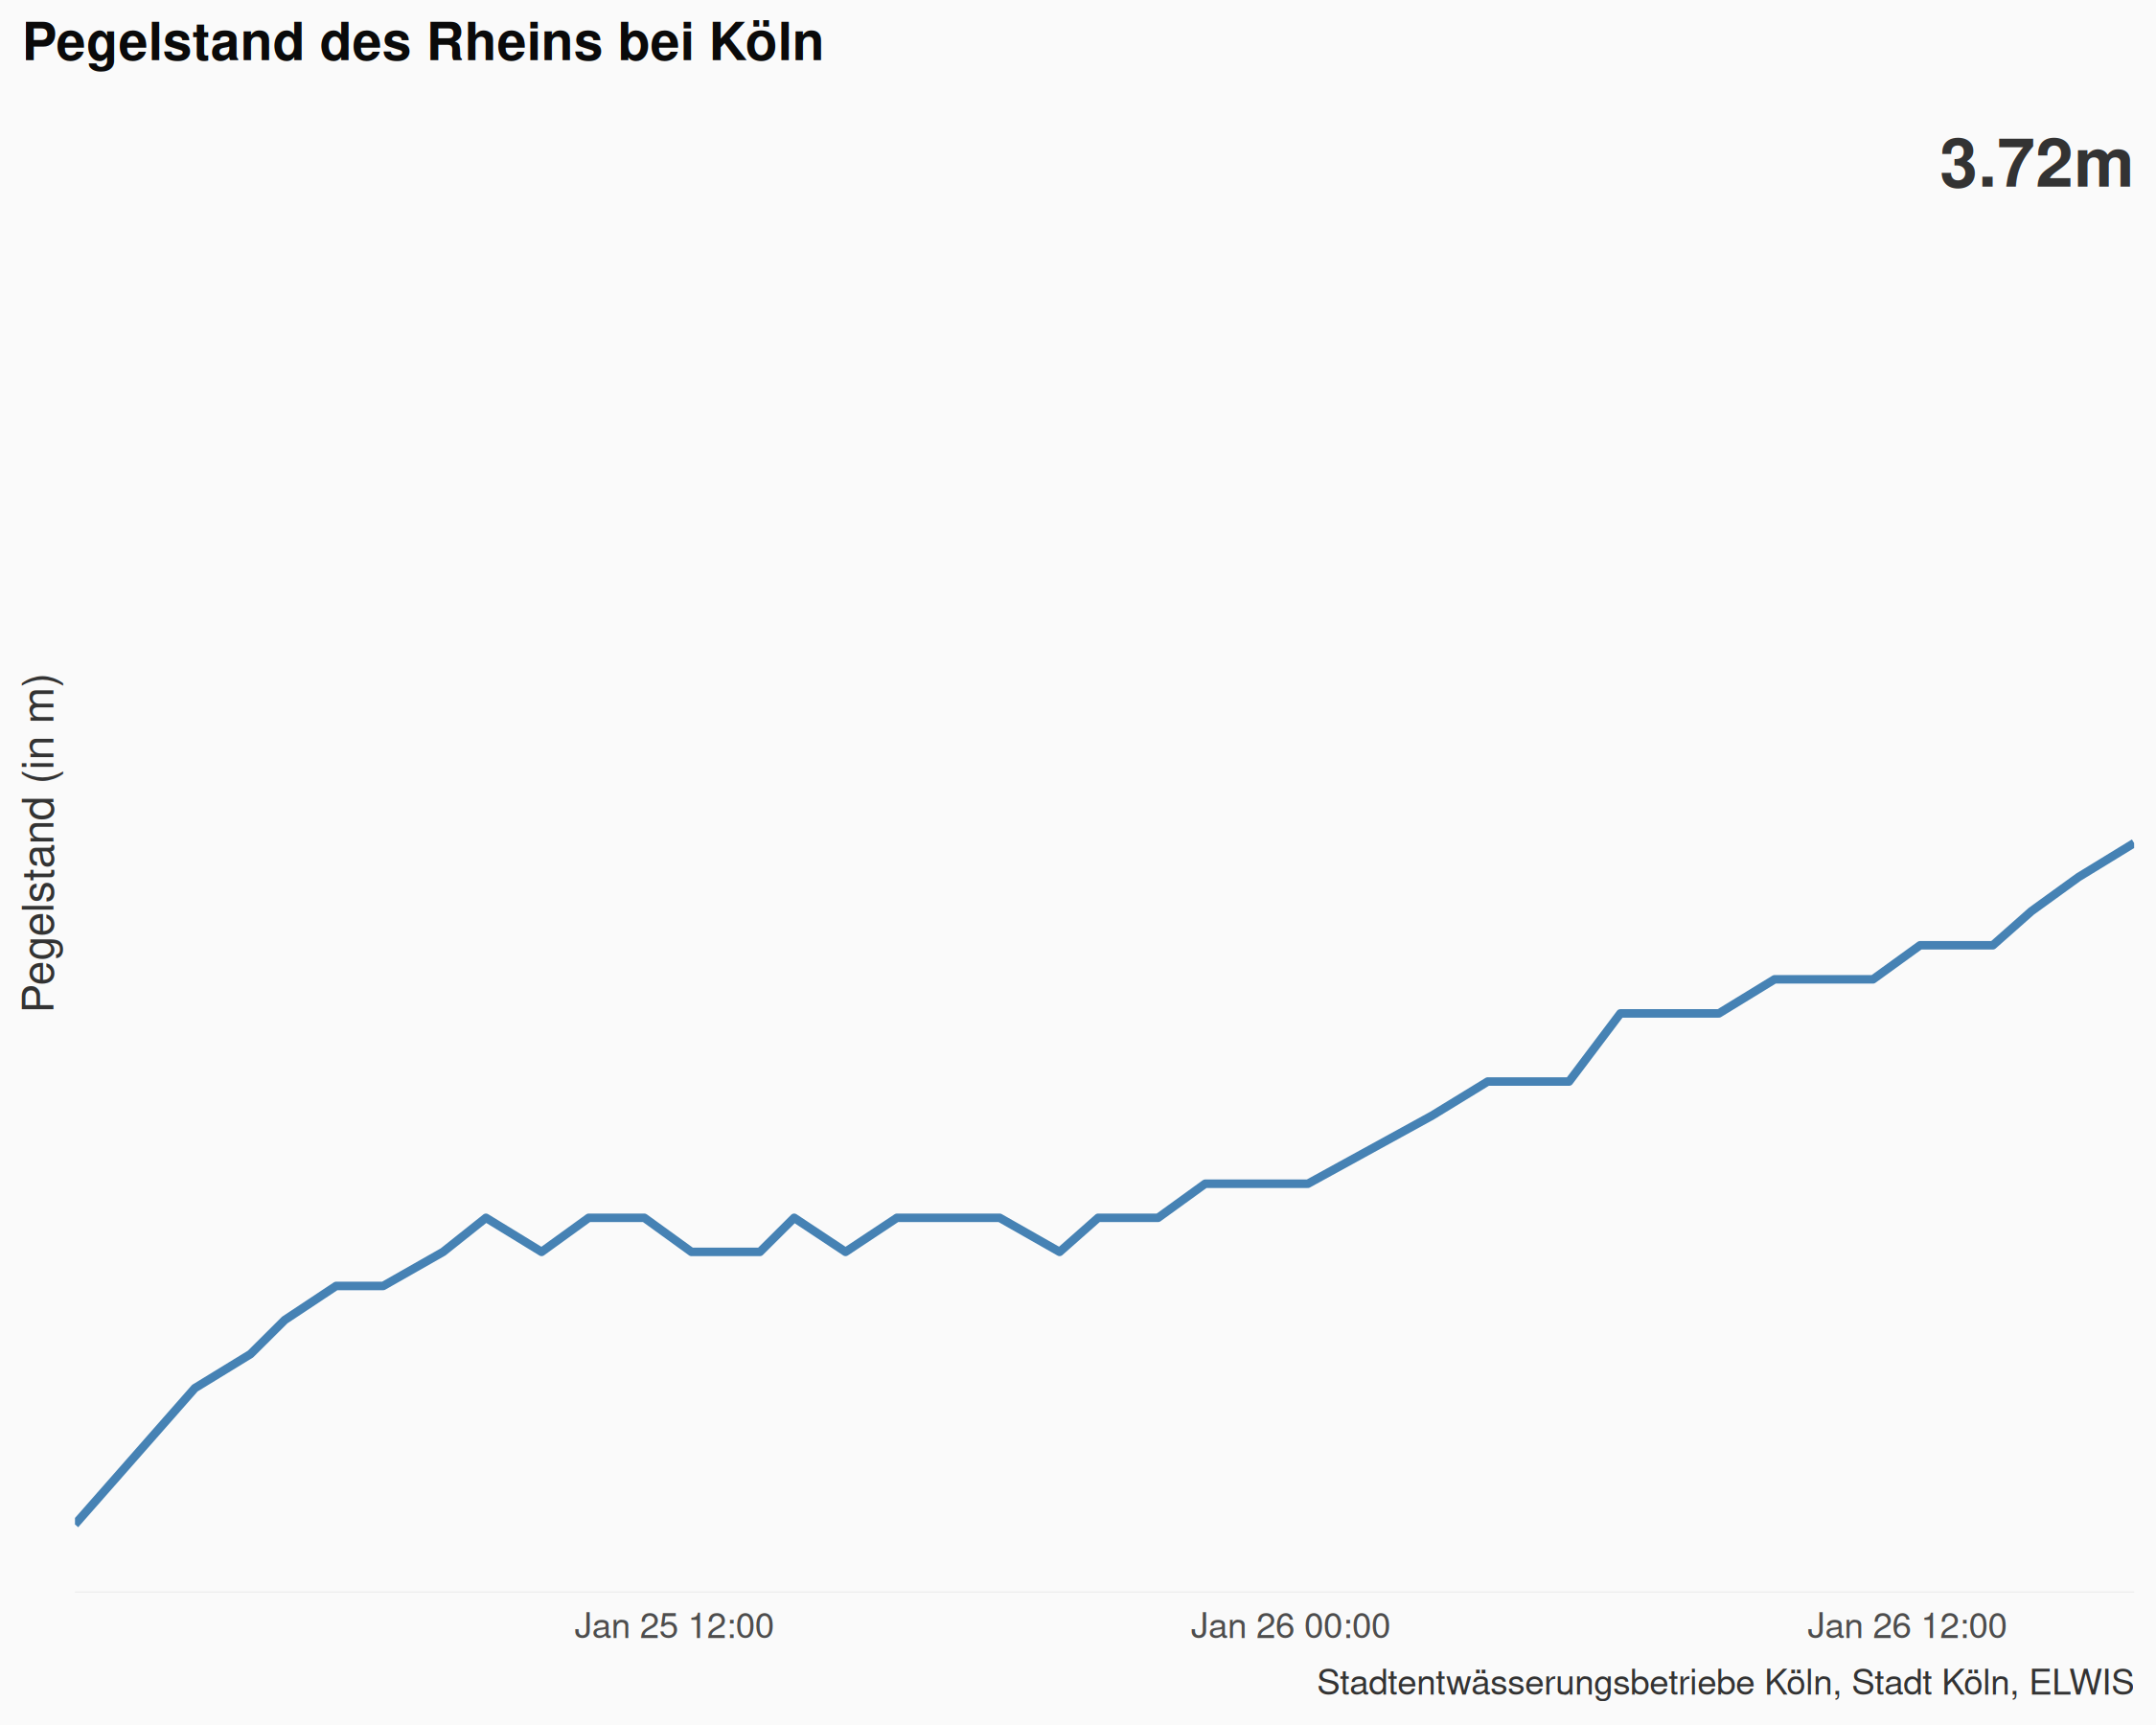 Pegelstand des Rheins bei Köln
3.72m
Pegelstand (in m)
Jan 25 12:00
Jan 26 00:00
Jan 26 12:00
Stadtentwässerungsbetriebe Köln, Stadt Köln, ELWIS